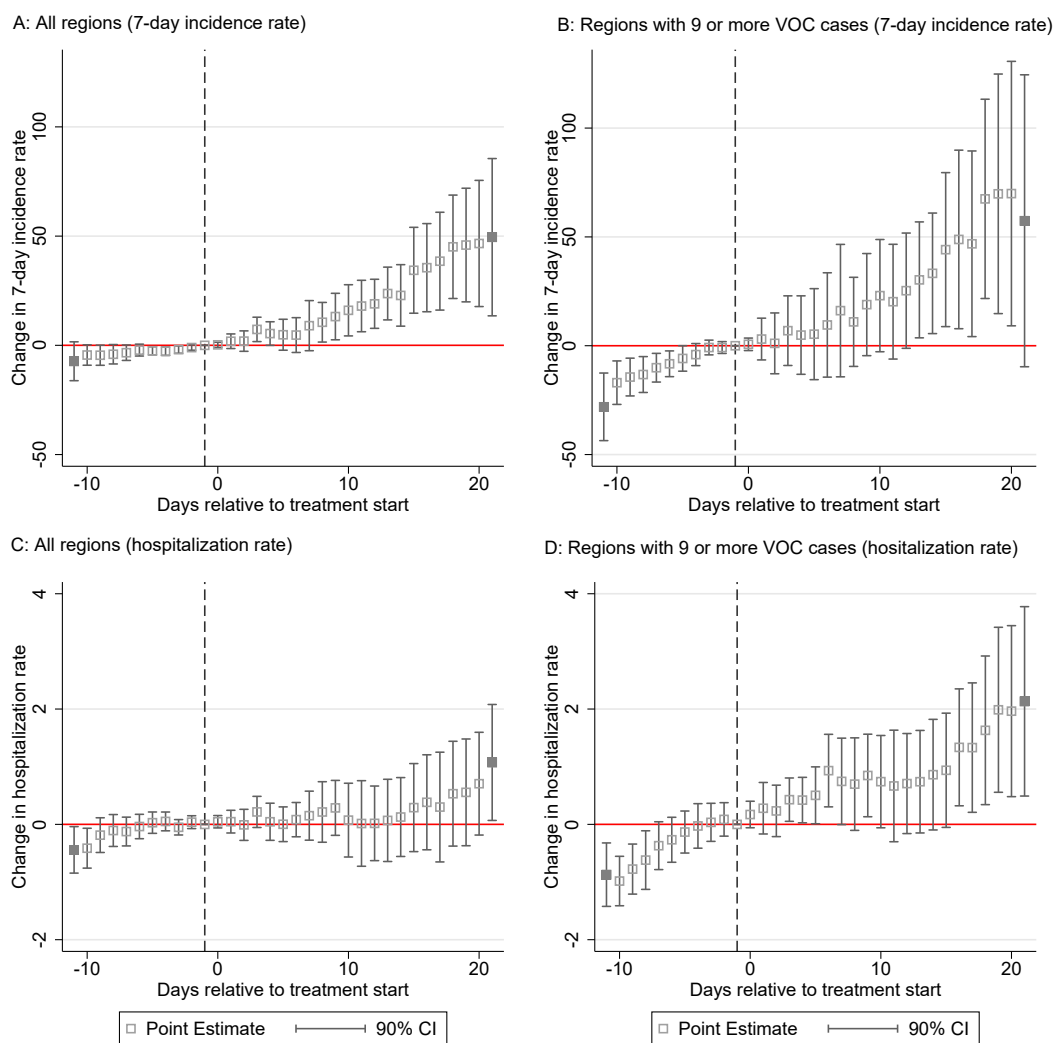 A: All regions (7-day incidence rate)
Change in 7-day incidence rate
100
50
0
-50
-10 0 10 20
Days relative to treatment start
B: Regions with 9 or more VOC cases (7-day incidence rate)
Change in 7-day incidence rate
100
50
0
-50
-10 0 10 20
Days relative to treatment start
C: All regions (hospitalization rate)
Change in hospitalization rate
4
2
0
-2
-10 0 10 20
Days relative to treatment start
Point Estimate 90% CI
D: Regions with 9 or more VOC cases (hositalization rate)
Change in hospitalization rate
4
2
0
-2
-10 0 10 20
Days relative to treatment start
Point Estimate 90% CI